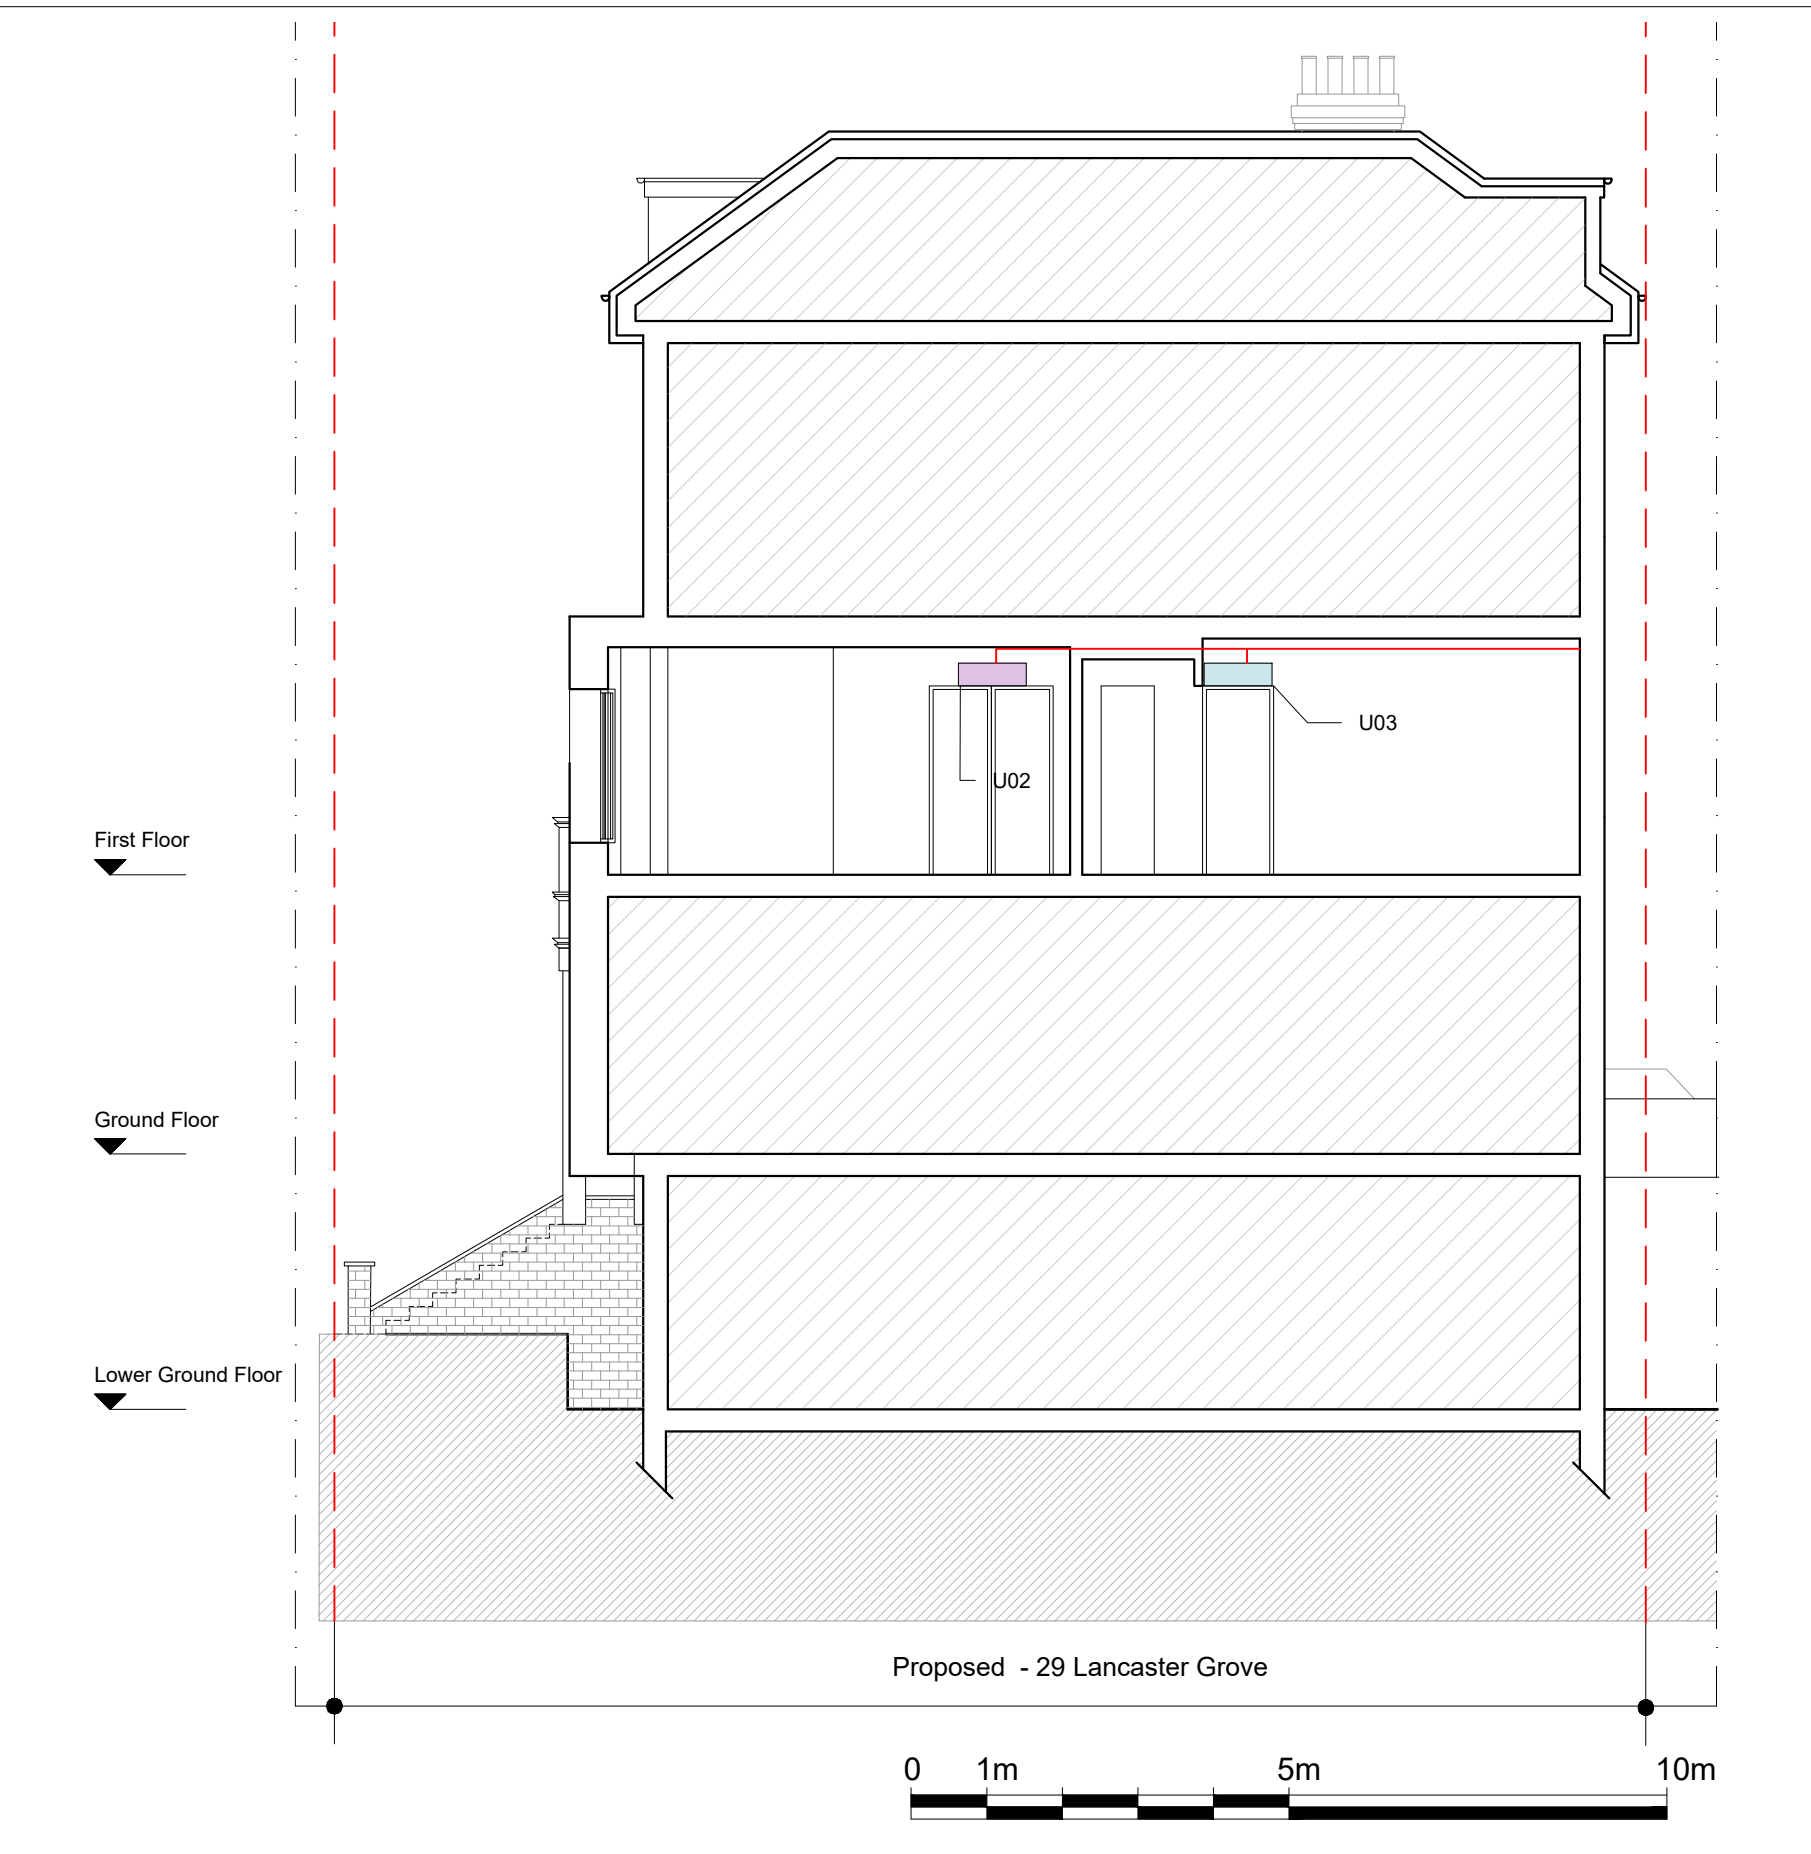 U03
U02
First Floor
Ground Floor
Lower Ground Floor
Proposed - 29 Lancaster Grove
0 1m 5m 10m